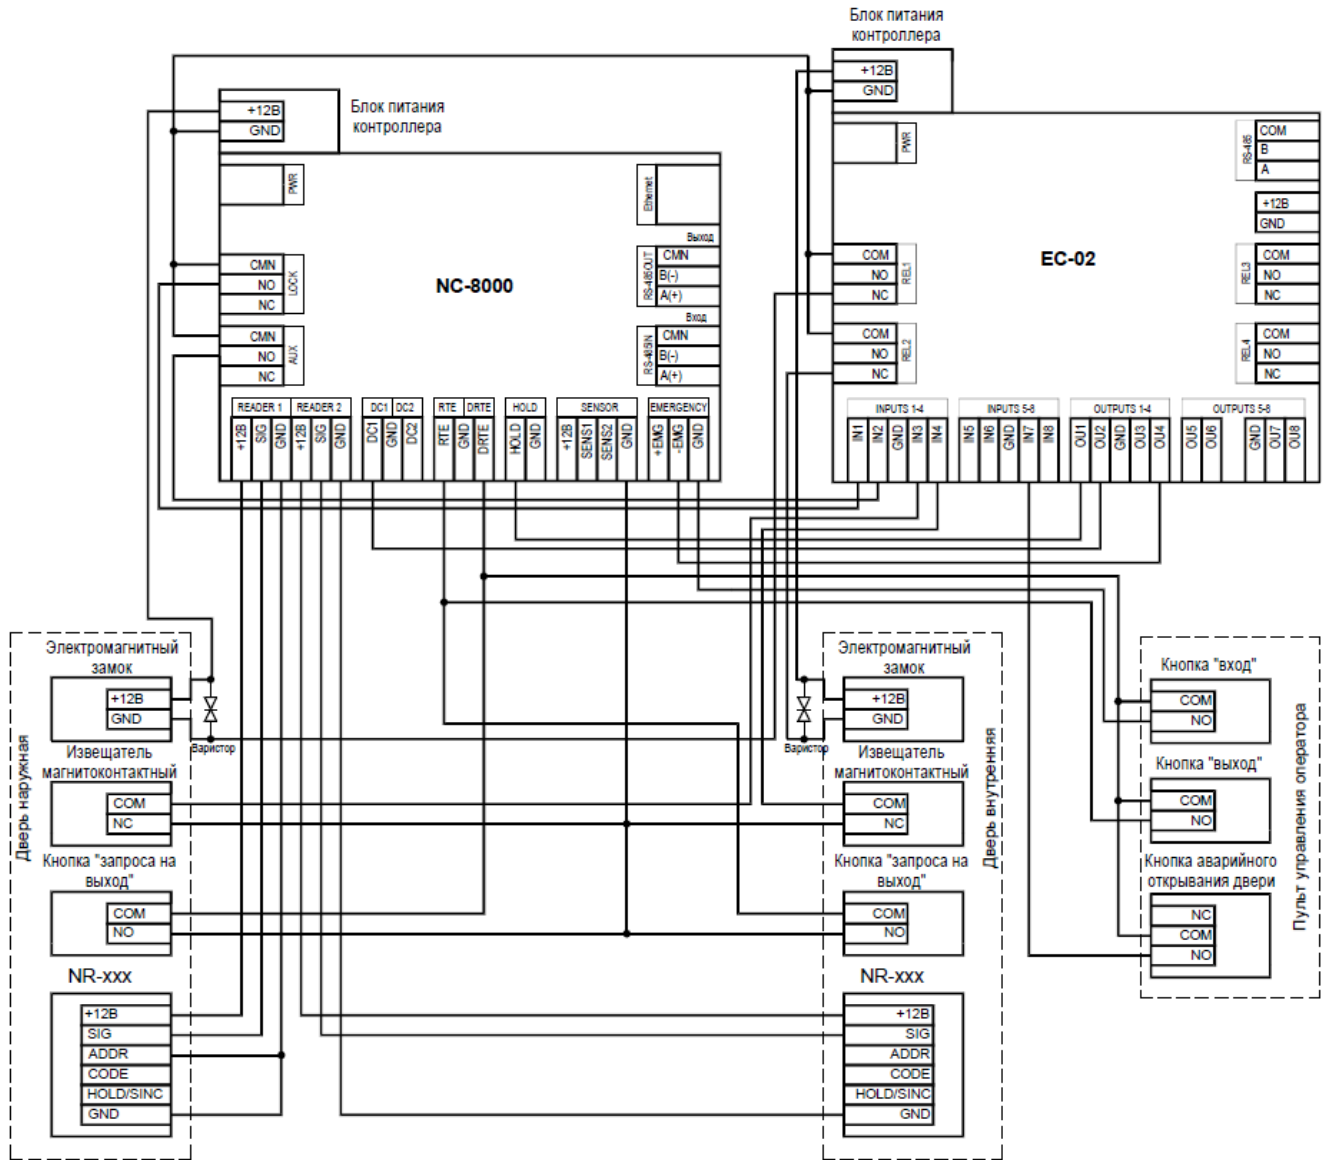 Блок питания
контроллера
+12В
GND
Блок питания
контроллера
+12В
GND
PWR
Ethernet
Выход
CMN
B(-)
A(+)
RS-485OUT
Вход
CMN
B(-)
A(+)
RS-485IN
NC-8000
CMN
NO
NC
LOCK
CMN
NO
NC
AUX
READER 1
READER 2
DC1
DC2
RTE
DRTE
HOLD
SENSOR
EMERGENCY
+12В
SIG
GND
+12В
SIG
GND
DC1
GND
DC2
RTE
GND
DRTE
HOLD
GND
+12В
SENS1
SENS2
GND
+EMG
-EMG
GND
PWR
RS-485
COM
B
A
+12В
GND
EC-02
COM
NO
NC
REL1
COM
NO
NC
REL2
COM
NO
NC
REL3
COM
NO
NC
REL4
INPUTS 1-4
INPUTS 5-8
OUTPUTS 1-4
OUTPUTS 5-8
IN1
IN2
GND
IN3
IN4
IN5
IN6
GND
IN7
IN8
OU1
OU2
GND
OU3
OU4
OU5
OU6
GND
OU7
OU8
Дверь наружная
Электромагнитный
замок
+12В
GND
Варистор
Извещатель
магнитоконтактный
COM
NC
Кнопка "запроса на
выход"
COM
NO
NR-xxx
+12В
SIG
ADDR
CODE
HOLD/SINC
GND
Дверь внутренняя
Электромагнитный
замок
+12В
GND
Варистор
Извещатель
магнитоконтактный
COM
NC
Кнопка "запроса на
выход"
COM
NO
NR-xxx
+12В
SIG
ADDR
CODE
HOLD/SINC
GND
Пульт управления оператора
Кнопка "вход"
COM
NO
Кнопка "выход"
COM
NO
Кнопка аварийного
открывания двери
NC
COM
NO